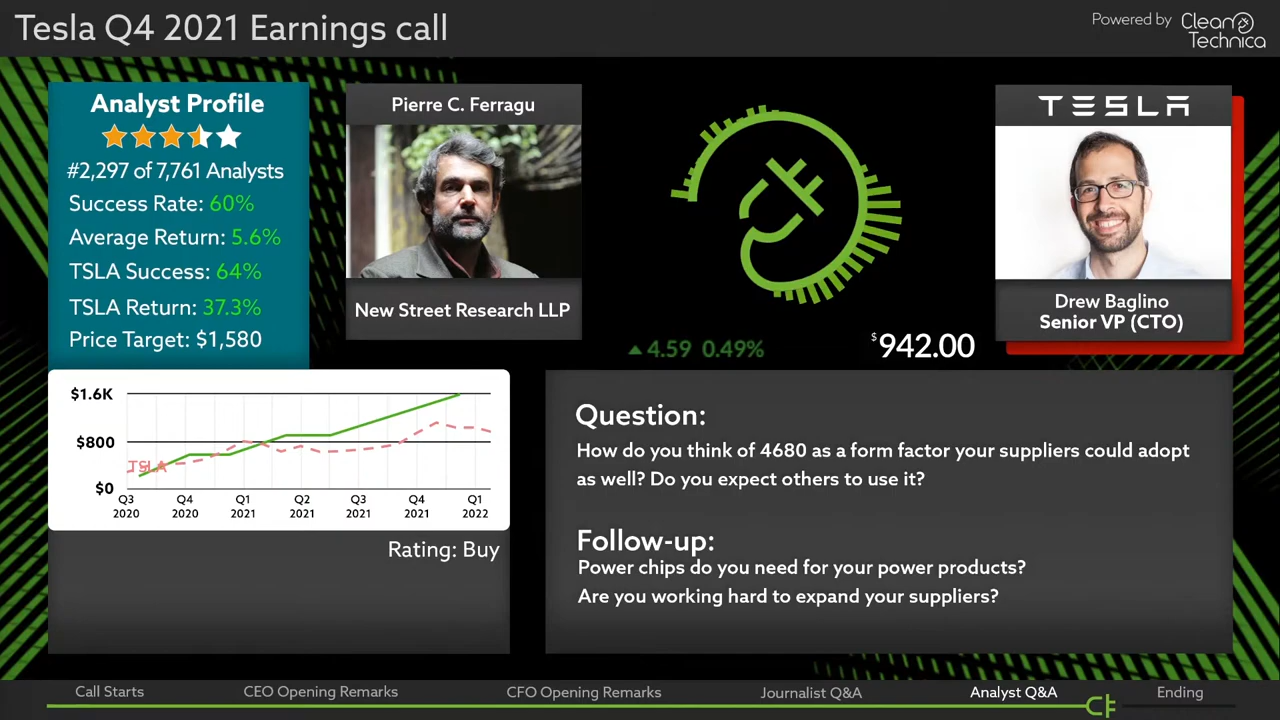 Tesla Q4 2021 Earnings call
Powered by
Clean
Technica
Analyst Profile
#2,297 of 7,761 Analysts
Success Rate: 60%
Average Return: 5.6%
TSLA Success: 64%
TSLA Return: 37.3%
Price Target: $1,580
Pierre C. Ferragu
New Street Research LLP
4.59 0.49%
$942.00
TESLA
Drew Baglino
Senior VP (CTO)
$1.6K
$800
$0
TSLA
Q3 Q4 Q1 Q2 Q3 Q4 Q1
2020 2020 2021 2021 2021 2021 2022
Rating: Buy
Question:
How do you think of 4680 as a form factor your suppliers could adopt
as well? Do you expect others to use it?
Follow-up:
Power chips do you need for your power products?
Are you working hard to expand your suppliers?
Call Starts
CEO Opening Remarks
CFO Opening Remarks
Journalist Q&A
Analyst Q&A
Ending